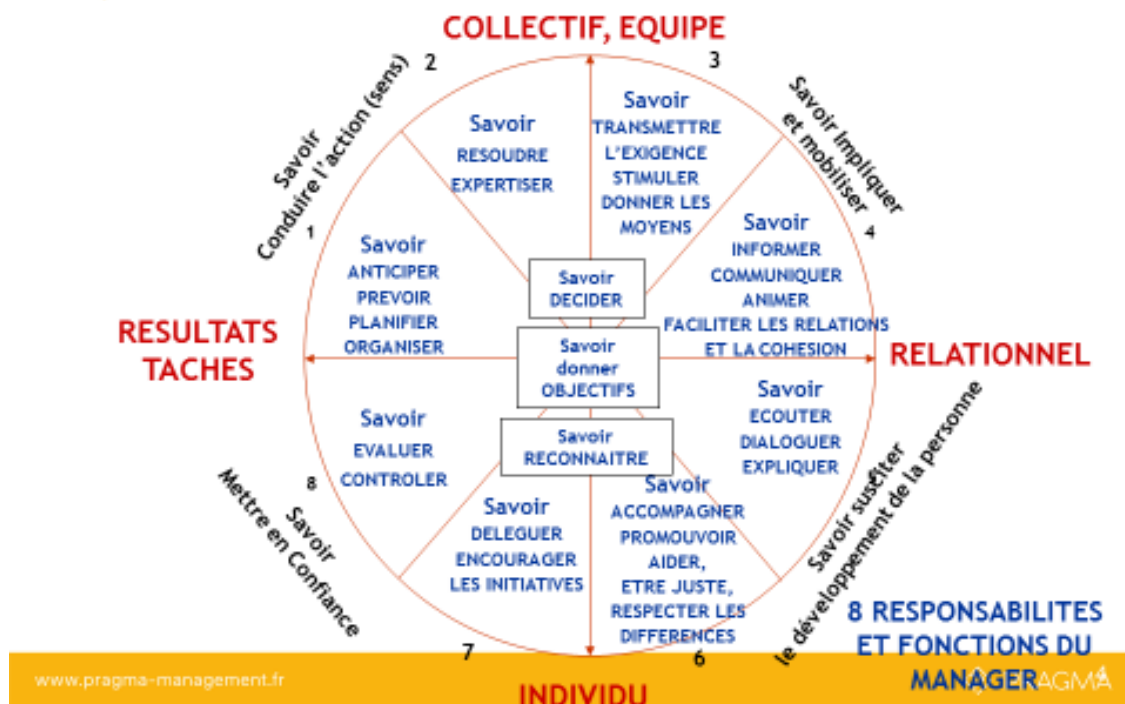 COLLECTIF, EQUIPE
2
3
Savoir
Conduire l'action (sens)
Savoir Impliquer
et mobiliser
Savoir
RESOUDRE
EXPERTISER
Savoir
TRANSMETTRE
L'EXIGENCE
STIMULER
DONNER LES
MOYENS
1
4
Savoir
ANTICIPER
PREVOIR
PLANIFIER
ORGANISER
Savoir
INFORMER
COMMUNIQUER
ANIMER
FACILITER LES RELATIONS
ET LA COHESION
Savoir
DECIDER
RESULTATS
TACHES
Savoir
donner
OBJECTIFS
RELATIONNEL
Savoir
EVALUER
CONTROLER
Savoir
RECONNAITRE
Savoir
ECOUTER
DIALOGUER
EXPLIQUER
8
Savoir
Mettre en Confiance
Savoir susciter
le développement de la personne
Savoir
DELEGUER
ENCOURAGER
LES INITIATIVES
Savoir
ACCOMPAGNER
PROMOUVOIR
AIDER,
ETRE JUSTE,
RESPECTER LES
DIFFERENCES
7
6
8 RESPONSABILITES
ET FONCTIONS DU
MANAGER
www.pragma-management.fr
INDIVIDU